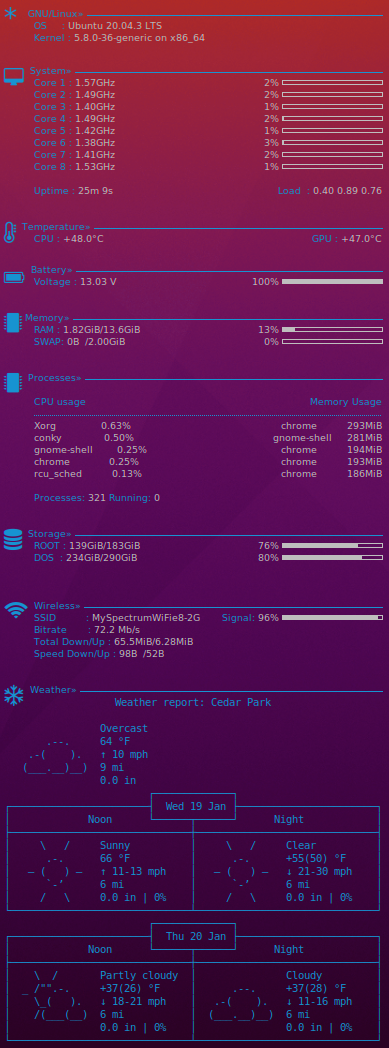 GNU/Linux»
OS : Ubuntu 20.04.3 LTS
Kernel : 5.8.0-36-generic on x86_64
System»
Core 1 : 1.57GHz 2%
Core 2 : 1.49GHz 2%
Core 3 : 1.40GHz 1%
Core 4 : 1.49GHz 2%
Core 5 : 1.42GHz 1%
Core 6 : 1.38GHz 3%
Core 7 : 1.41GHz 2%
Core 8 : 1.53GHz 1%
Uptime : 25m 9s Load : 0.40 0.89 0.76
Temperature»
CPU : +48.0°C GPU : +47.0°C
Battery»
Voltage : 13.03 V 100%
Memory»
RAM : 1.82GiB/13.6GiB 13%
SWAP: 0B /2.00GiB 0%
Processes»
CPU usage Memory Usage
Xorg 0.63% chrome 293MiB
conky 0.50% gnome-shell 281MiB
gnome-shell 0.25% chrome 194MiB
chrome 0.25% chrome 193MiB
rcu_sched 0.13% chrome 186MiB
Processes: 321 Running: 0
Storage»
ROOT : 139GiB/183GiB 76%
DOS : 234GiB/290GiB 80%
Wireless»
SSID : MySpectrumWiFie8-2G Signal: 96%
Bitrate : 72.2 Mb/s
Total Down/Up : 65.5MiB/6.28MiB
Speed Down/Up : 98B /52B
Weather»
Weather report: Cedar Park
Overcast
.--. 64 °F
.-( ). ↑ 10 mph
(___.__)__) 9 mi
0.0 in
Wed 19 Jan
Noon Night
\ / Sunny \ / Clear
.-. 66 °F .-. +55(50) °F
― ( ) ― ↑ 11-13 mph ― ( ) ― ↓ 21-30 mph
`-' 6 mi `-' 6 mi
/ \ 0.0 in | 0% / \ 0.0 in | 0%
Thu 20 Jan
Noon Night
\ / Partly cloudy Cloudy
_ /"".-. +37(26) °F .--. +37(28) °F
\_( ). ↓ 18-21 mph .-( ). ↓ 11-16 mph
/(___(__) 6 mi (___.__)__) 6 mi
0.0 in | 0% 0.0 in | 0%